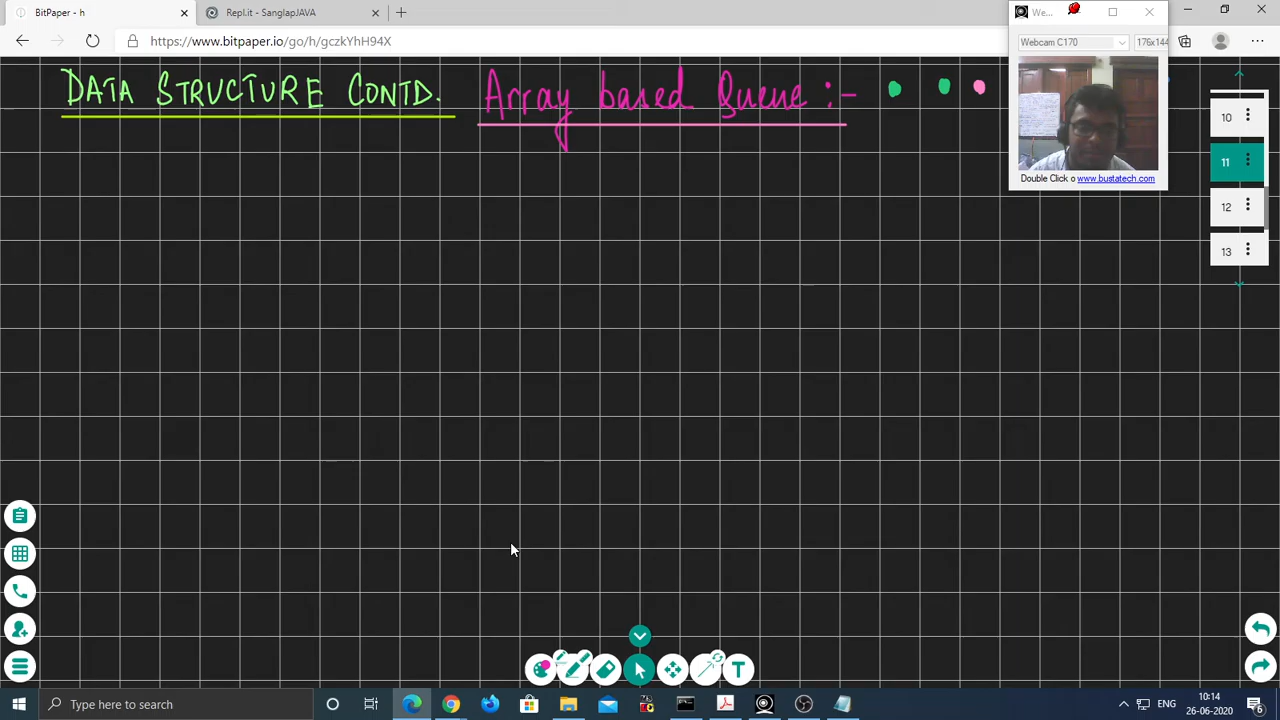 BitPaper - h
Repl.it - SanglapJAVA
We...
https://www.bitpaper.io/go/h/gczkYhH94X
Webcam C170
176x144
DATA STRUCTURE CONTD. Array based Queue :-
Double Click o www.bustatech.com
10
11
12
13
T
Type here to search
ENG
10:14
26-06-2020
6